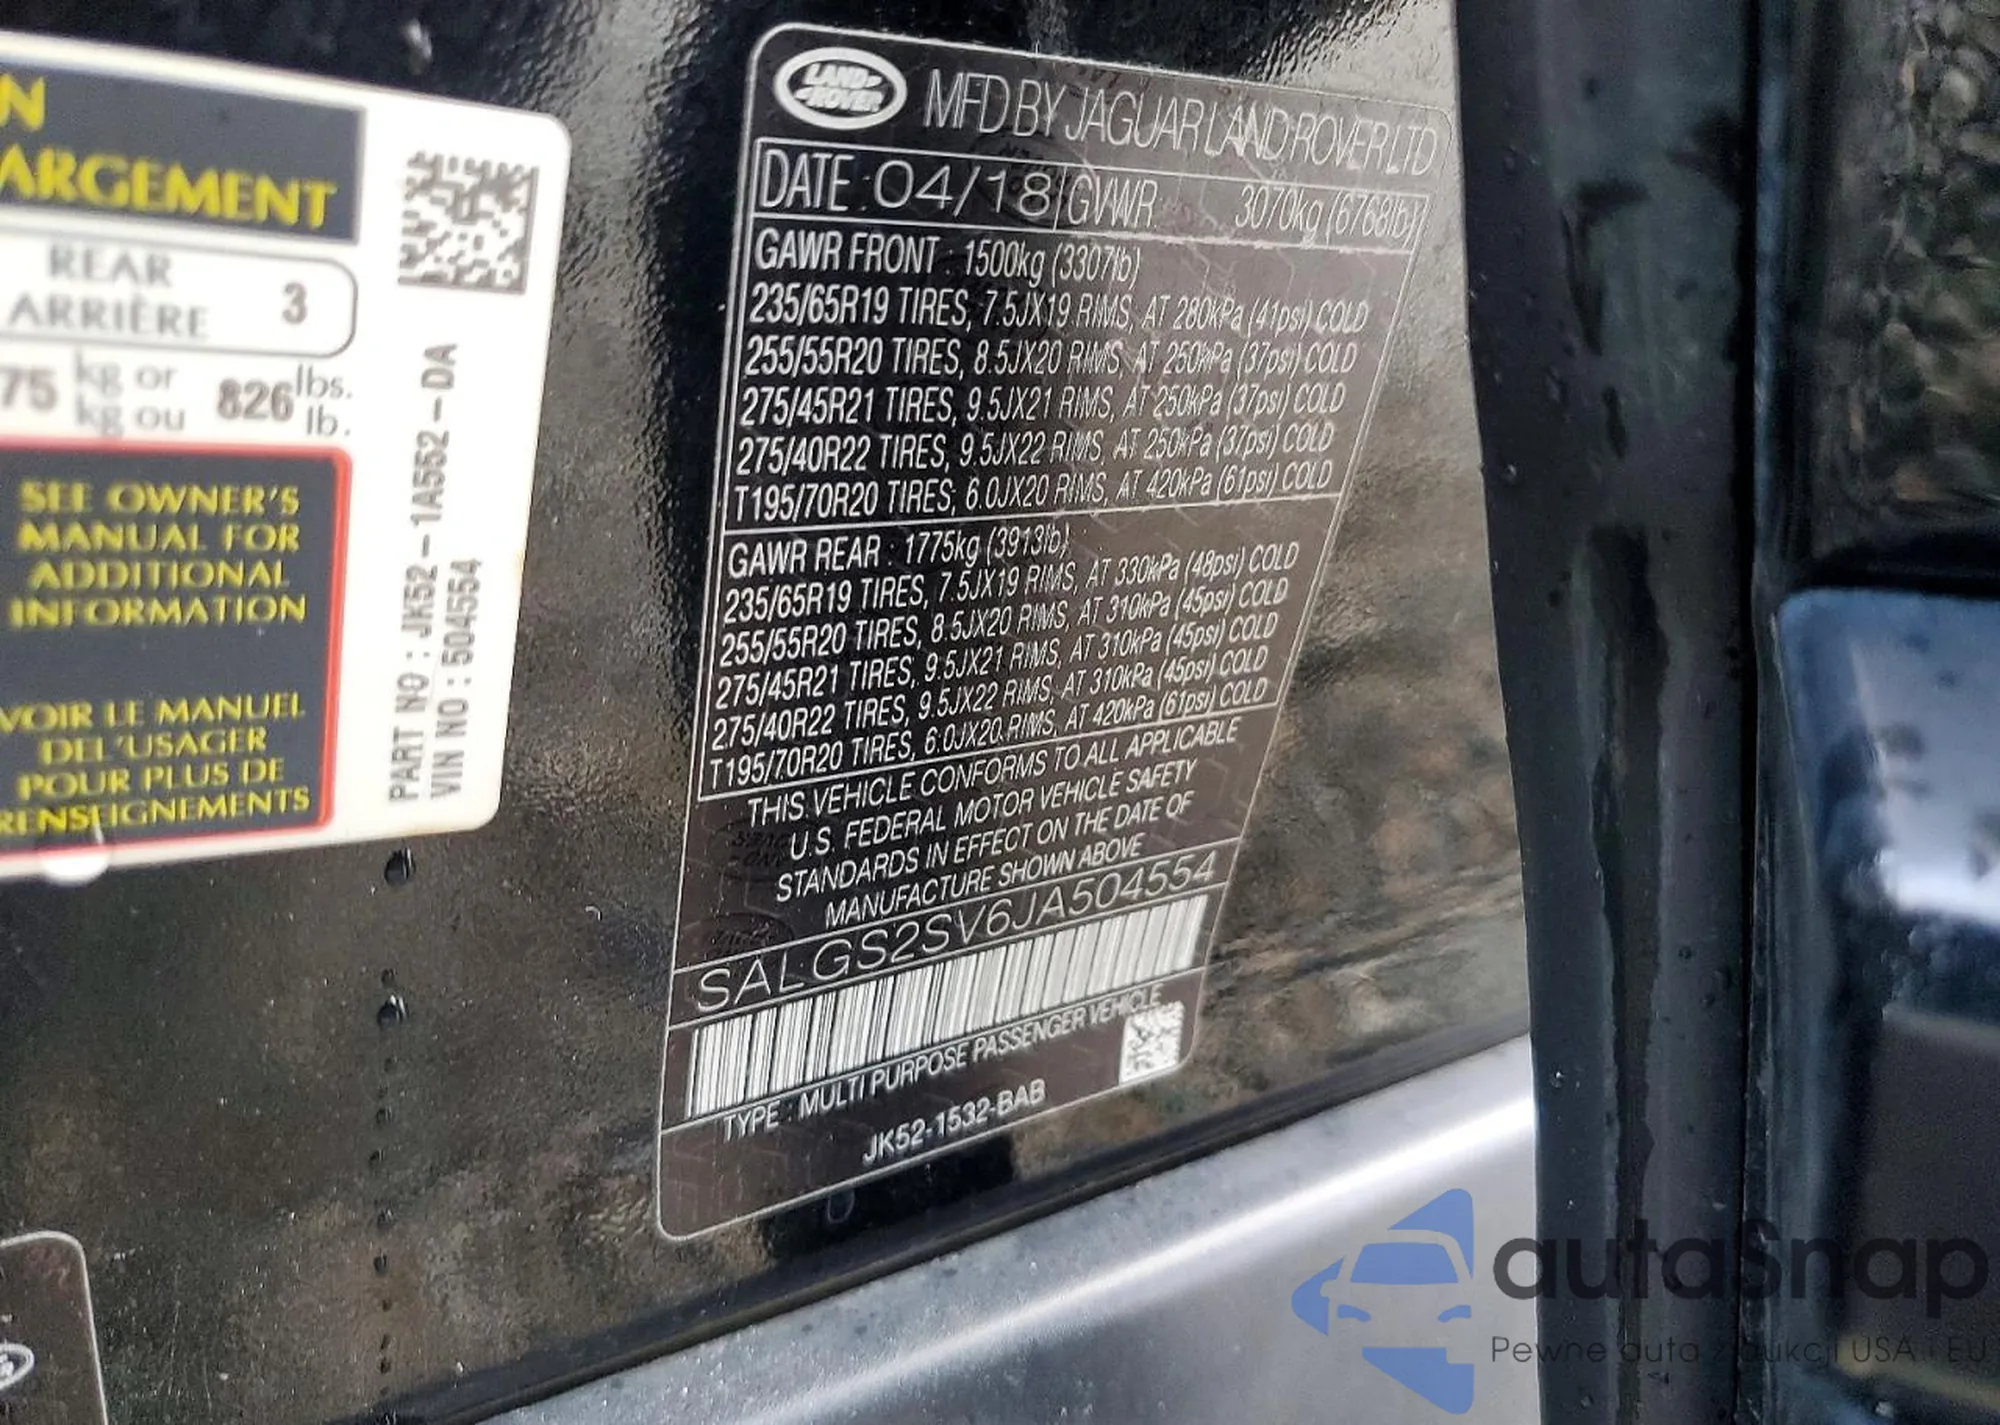 N
ARGEMENT
REAR
ARRIÈRE
3
75 kg or 826 lbs.
kg ou lb.
SEE OWNER'S
MANUAL FOR
ADDITIONAL
INFORMATION
VOIR LE MANUEL
DEL'USAGER
POUR PLUS DE
RENSEIGNEMENTS
PART NO : JK52-1A552-DA
VIN NO : 504554
LAND ROVER
MFD BY JAGUAR LAND ROVER LTD
DATE : 04/18 GVWR : 3070kg (6768lb)
GAWR FRONT : 1500kg (3307lb)
235/65R19 TIRES, 7.5JX19 RIMS, AT 280kPa (41psi) COLD
255/55R20 TIRES, 8.5JX20 RIMS, AT 250kPa (37psi) COLD
275/45R21 TIRES, 9.5JX21 RIMS, AT 250kPa (37psi) COLD
275/40R22 TIRES, 9.5JX22 RIMS, AT 250kPa (37psi) COLD
T195/70R20 TIRES, 6.0JX20 RIMS, AT 420kPa (61psi) COLD
GAWR REAR : 1775kg (3913lb)
235/65R19 TIRES, 7.5JX19 RIMS, AT 330kPa (48psi) COLD
255/55R20 TIRES, 8.5JX20 RIMS, AT 310kPa (45psi) COLD
275/45R21 TIRES, 9.5JX21 RIMS, AT 310kPa (45psi) COLD
275/40R22 TIRES, 9.5JX22 RIMS, AT 310kPa (45psi) COLD
T195/70R20 TIRES, 6.0JX20 RIMS, AT 420kPa (61psi) COLD
THIS VEHICLE CONFORMS TO ALL APPLICABLE
U.S. FEDERAL MOTOR VEHICLE SAFETY
STANDARDS IN EFFECT ON THE DATE OF
MANUFACTURE SHOWN ABOVE
SALGS2SV6JA504554
TYPE : MULTI PURPOSE PASSENGER VEHICLE
JK52-1532-BAB
autaSnap
Pewne auta z aukcji USA i EU